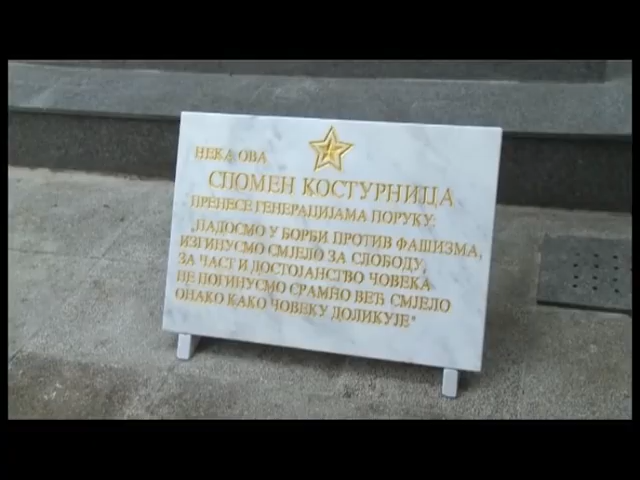 НЕКА ОВА
СПОМЕН КОСТУРНИЦА
ПРЕНЕСЕ ГЕНЕРАЦИЈАМА ПОРУКУ:
„ПАДОСМО У БОРБИ ПРОТИВ ФАШИЗМА,
ИЗГИНУСМО СМЈЕЛО ЗА СЛОБОДУ,
ЗА ЧАСТ И ДОСТОЈАНСТВО ЧОВЕКА
НЕ ПОГИНУСМО СРАМНО ВЕЋ СМЈЕЛО
ОНАКО КАКО ЧОВЕКУ ДОЛИКУЈЕ"